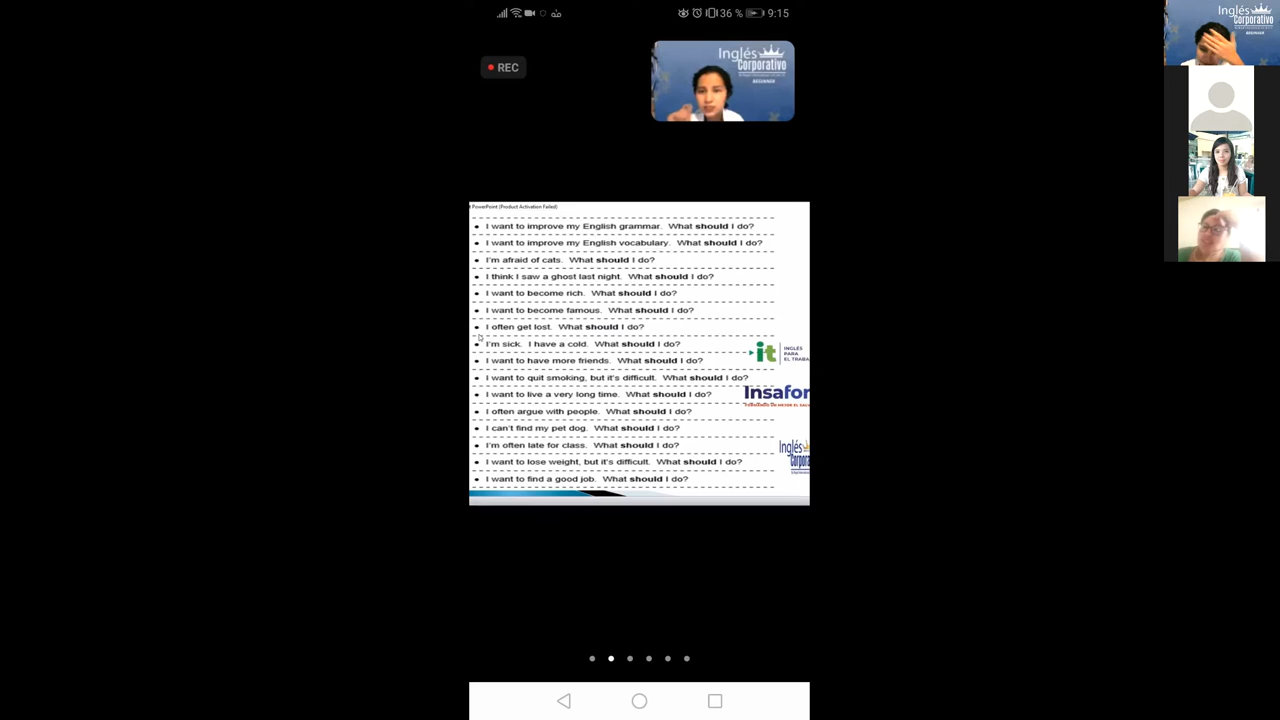 36 % 9:15
REC
Inglés
Corporativo
BEGINNER
Inglés
Corporativo
BEGINNER
t PowerPoint (Product Activation Failed)
• I want to improve my English grammar. What should I do?
• I want to improve my English vocabulary. What should I do?
• I'm afraid of cats. What should I do?
• I think I saw a ghost last night. What should I do?
• I want to become rich. What should I do?
• I want to become famous. What should I do?
• I often get lost. What should I do?
• I'm sick. I have a cold. What should I do?
• I want to have more friends. What should I do?
• I want to quit smoking, but it's difficult. What should I do?
• I want to live a very long time. What should I do?
• I often argue with people. What should I do?
• I can't find my pet dog. What should I do?
• I'm often late for class. What should I do?
• I want to lose weight, but it's difficult. What should I do?
• I want to find a good job. What should I do?
it INGLÉS
PARA
EL TRABA
Insafor
Inglés
Corpora